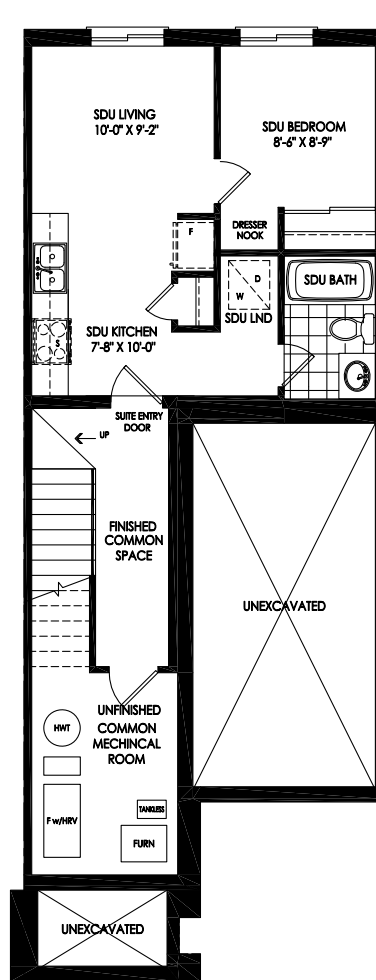 SDU LIVING
10'-0" X 9'-2"
SDU BEDROOM
8'-6" X 8'-9"
F
DRESSER
NOOK
D
W
SDU BATH
SDU LND
SDU KITCHEN
7'-8" X 10'-0"
S
SUITE ENTRY
DOOR
UP
FINISHED
COMMON
SPACE
UNEXCAVATED
UNFINISHED
COMMON
MECHINCAL
ROOM
HWT
TANKLESS
F w/HRV
FURN
UNEXCAVATED